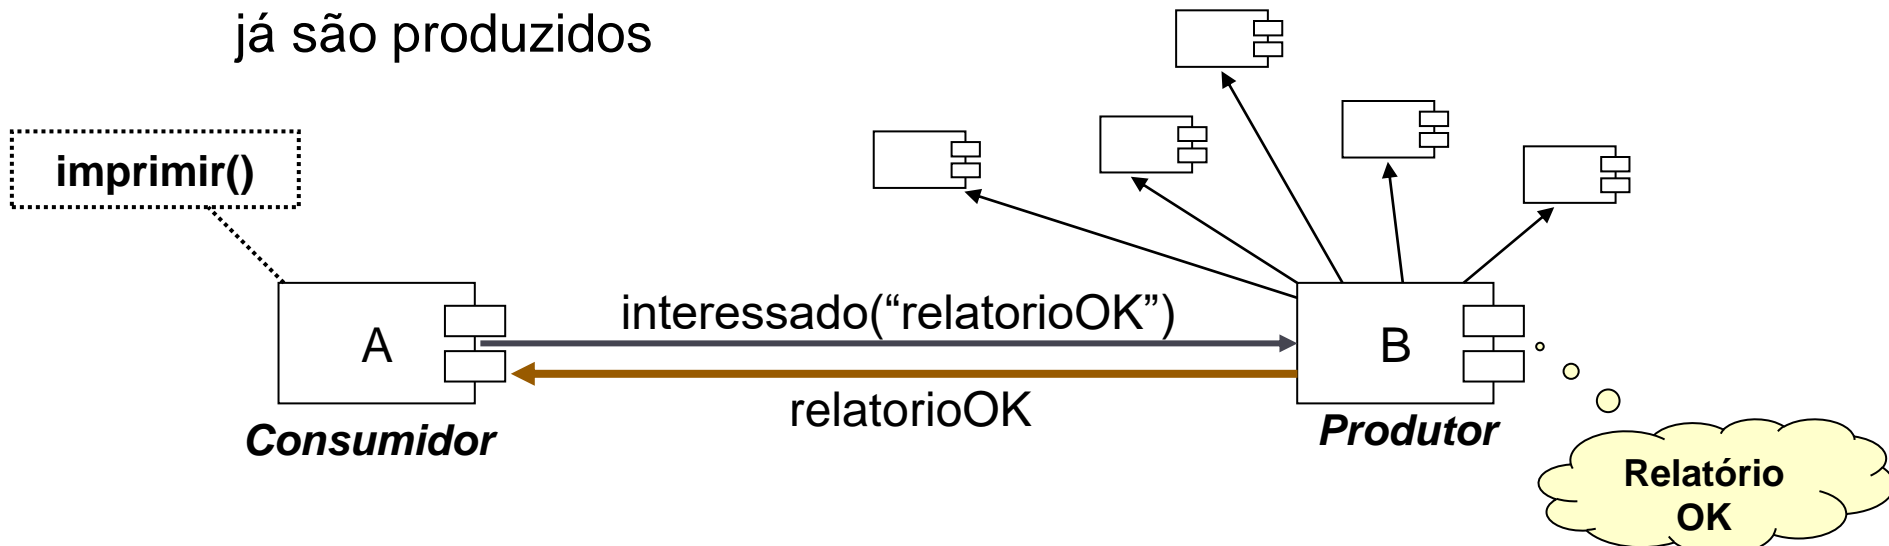 já são produzidos
imprimir()
A
interessado(“relatorioOK”)
B
relatorioOK
Consumidor
Produtor
Relatório
OK